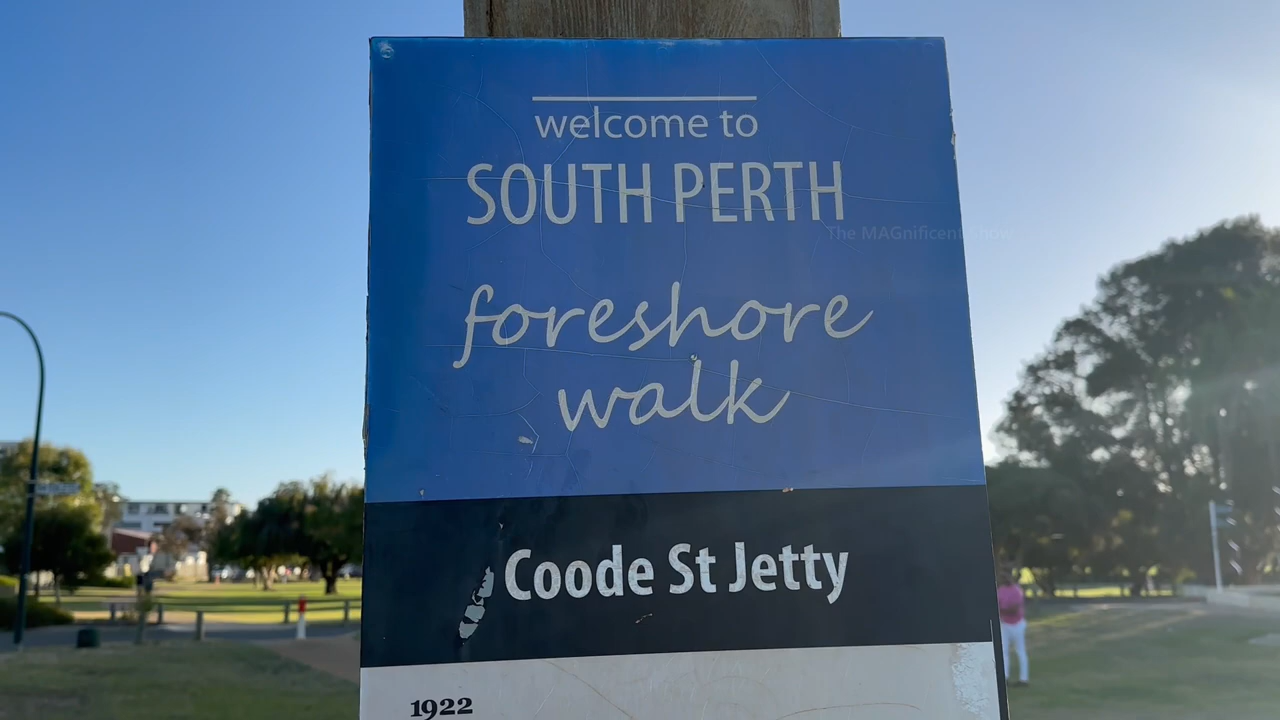 welcome to
SOUTH PERTH
The MAGnificent Show
foreshore
walk
Coode St Jetty
1922